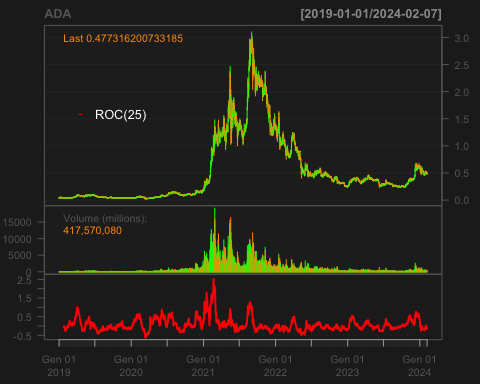 ADA [2019-01-01/2024-02-07]
Last 0.477316200733185
ROC(25)
3.0
2.5
2.0
1.5
1.0
0.5
0.0
Volume (millions):
417,570,080
15000
10000
5000
0
2.5
1.5
0.5
-0.5
Gen 01 Gen 01 Gen 01 Gen 01 Gen 01 Gen 01
2019 2020 2021 2022 2023 2024